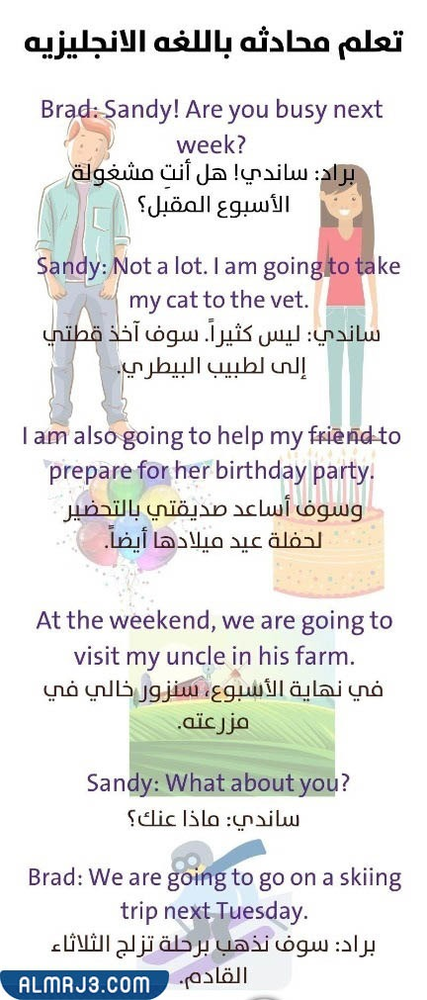 تعلم محادثه باللغه الانجليزيه
Brad: Sandy! Are you busy next
week?
براد: ساندي! هل أنتِ مشغولة
الأسبوع المقبل؟
Sandy: Not a lot. I am going to take
my cat to the vet.
ساندي: ليس كثيراً. سوف آخذ قطتي
إلى لطبيب البيطري.
I am also going to help my friend to
prepare for her birthday party.
وسوف أساعد صديقتي بالتحضير
لحفلة عيد ميلادها أيضاً.
At the weekend, we are going to
visit my uncle in his farm.
في نهاية الأسبوع، سنزور خالي في
مزرعته.
Sandy: What about you?
ساندي: ماذا عنك؟
Brad: We are going to go on a skiing
trip next Tuesday.
براد: سوف نذهب برحلة تزلج الثلاثاء
القادم.
ALMRJ3.COM